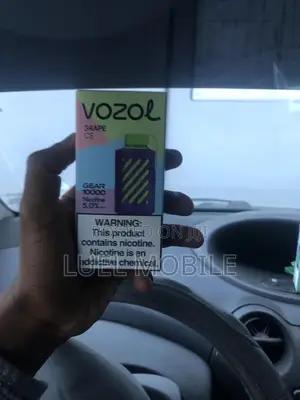 VOZOL
GRAPE
ICE
GEAR
10000
Nicotine
5.0%
WARNING:
This product
contains nicotine.
Nicotine is an
addictive chemical.
LUEL MOBILE